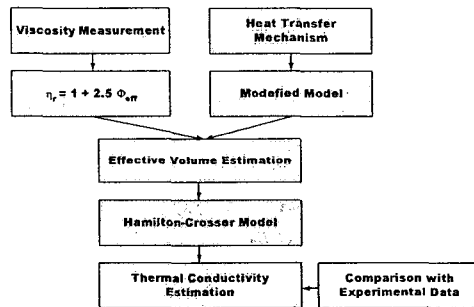 Viscosity Measurement
Heat Transfer
Mechanism
ηr = 1 + 2.5 Φeff
Modefied Model
Effective Volume Estimation
Hamilton-Crosser Model
Thermal Conductivity
Estimation
Comparison with
Experimental Data